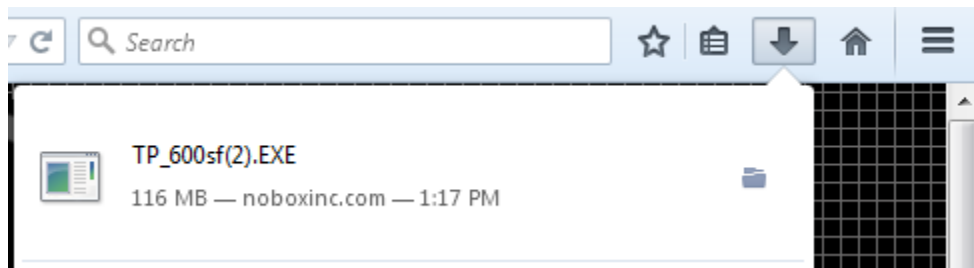 Search
TP_600sf(2).EXE
116 MB — noboxinc.com — 1:17 PM